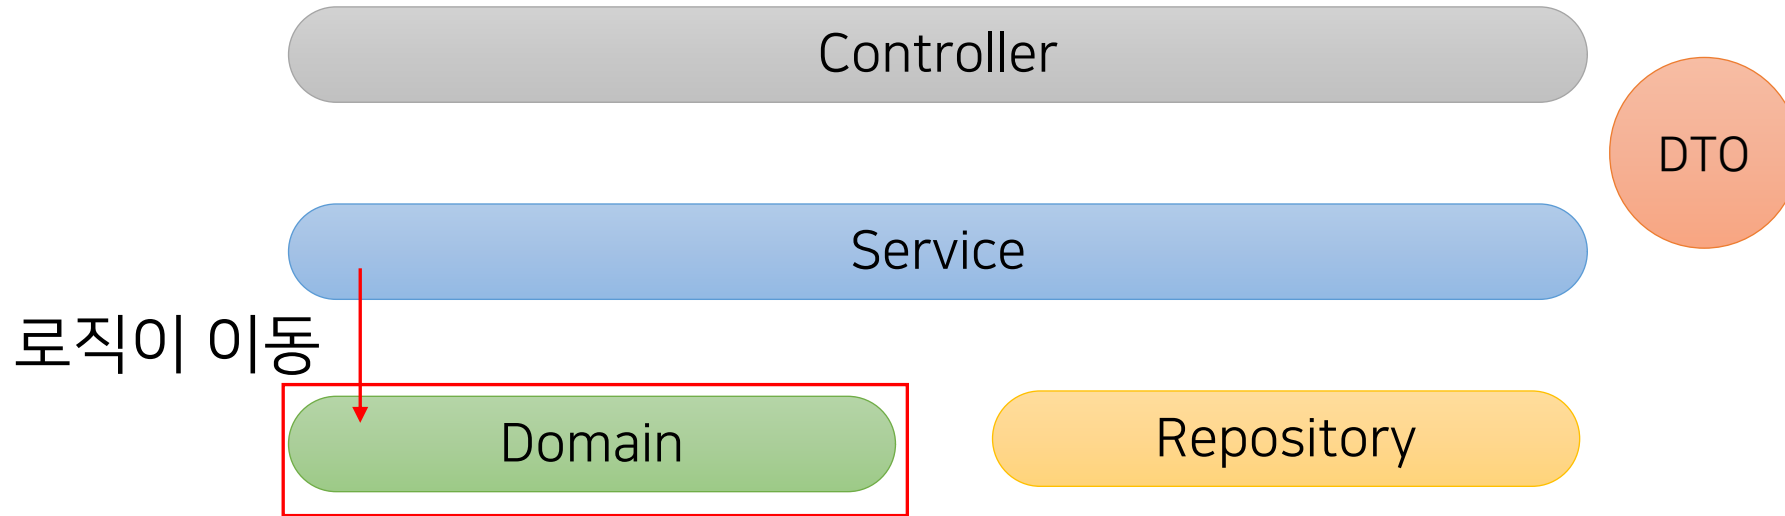 Controller
DTO
Service
로직이 이동
Domain
Repository